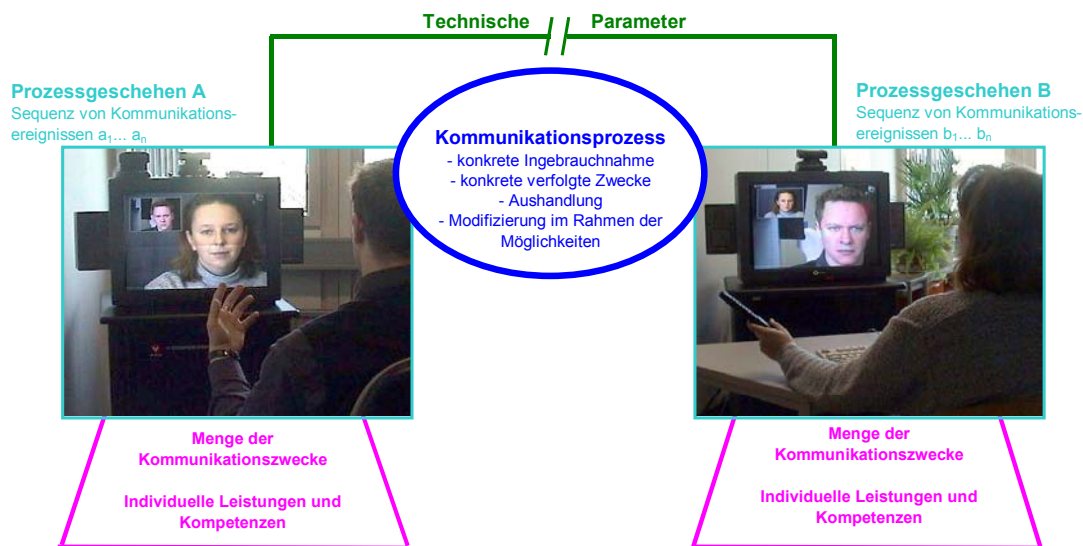 Technische Parameter
Prozessgeschehen A
Sequenz von Kommunikations-
ereignissen a1... an
Kommunikationsprozess
- konkrete Ingebrauchnahme
- konkrete verfolgte Zwecke
- Aushandlung
- Modifizierung im Rahmen der
Möglichkeiten
Prozessgeschehen B
Sequenz von Kommunikations-
ereignissen b1... bn
Menge der
Kommunikationszwecke
Individuelle Leistungen und
Kompetenzen
Menge der
Kommunikationszwecke
Individuelle Leistungen und
Kompetenzen